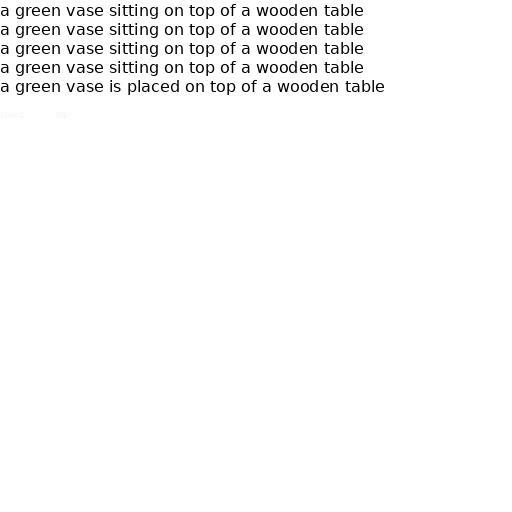 a green vase sitting on top of a wooden table
a green vase sitting on top of a wooden table
a green vase sitting on top of a wooden table
a green vase sitting on top of a wooden table
a green vase is placed on top of a wooden table